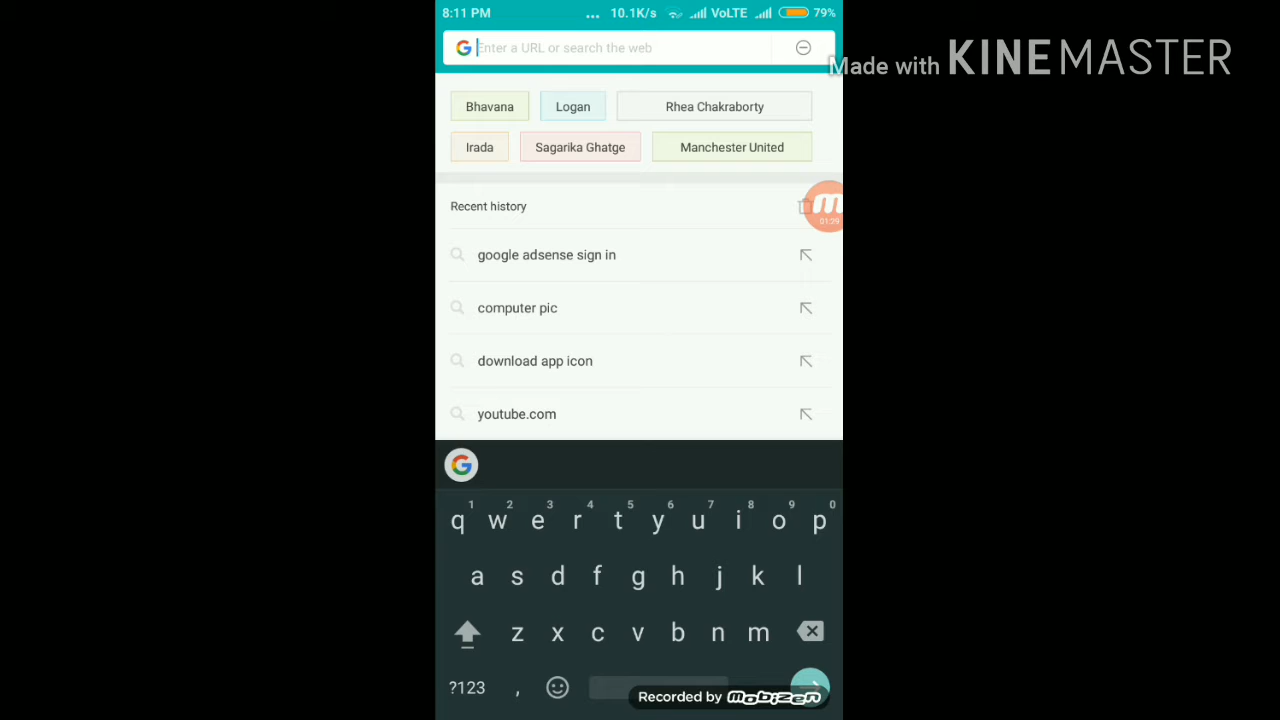 8:11 PM ... 10.1K/s VoLTE 79%
Enter a URL or search the web
Made with KINEMASTER
Bhavana Logan Rhea Chakraborty
Irada Sagarika Ghatge Manchester United
Recent history
01:29
google adsense sign in
computer pic
download app icon
youtube.com
1 2 3 4 5 6 7 8 9 0
q w e r t y u i o p
a s d f g h j k l
z x c v b n m
?123 ,
Recorded by mobizen